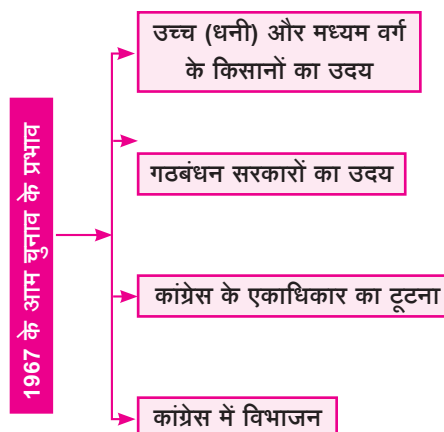 1967 के आम चुनाव के प्रभाव
उच्च (धनी) और मध्यम वर्ग
के किसानों का उदय
गठबंधन सरकारों का उदय
कांग्रेस के एकाधिकार का टूटना
कांग्रेस में विभाजन